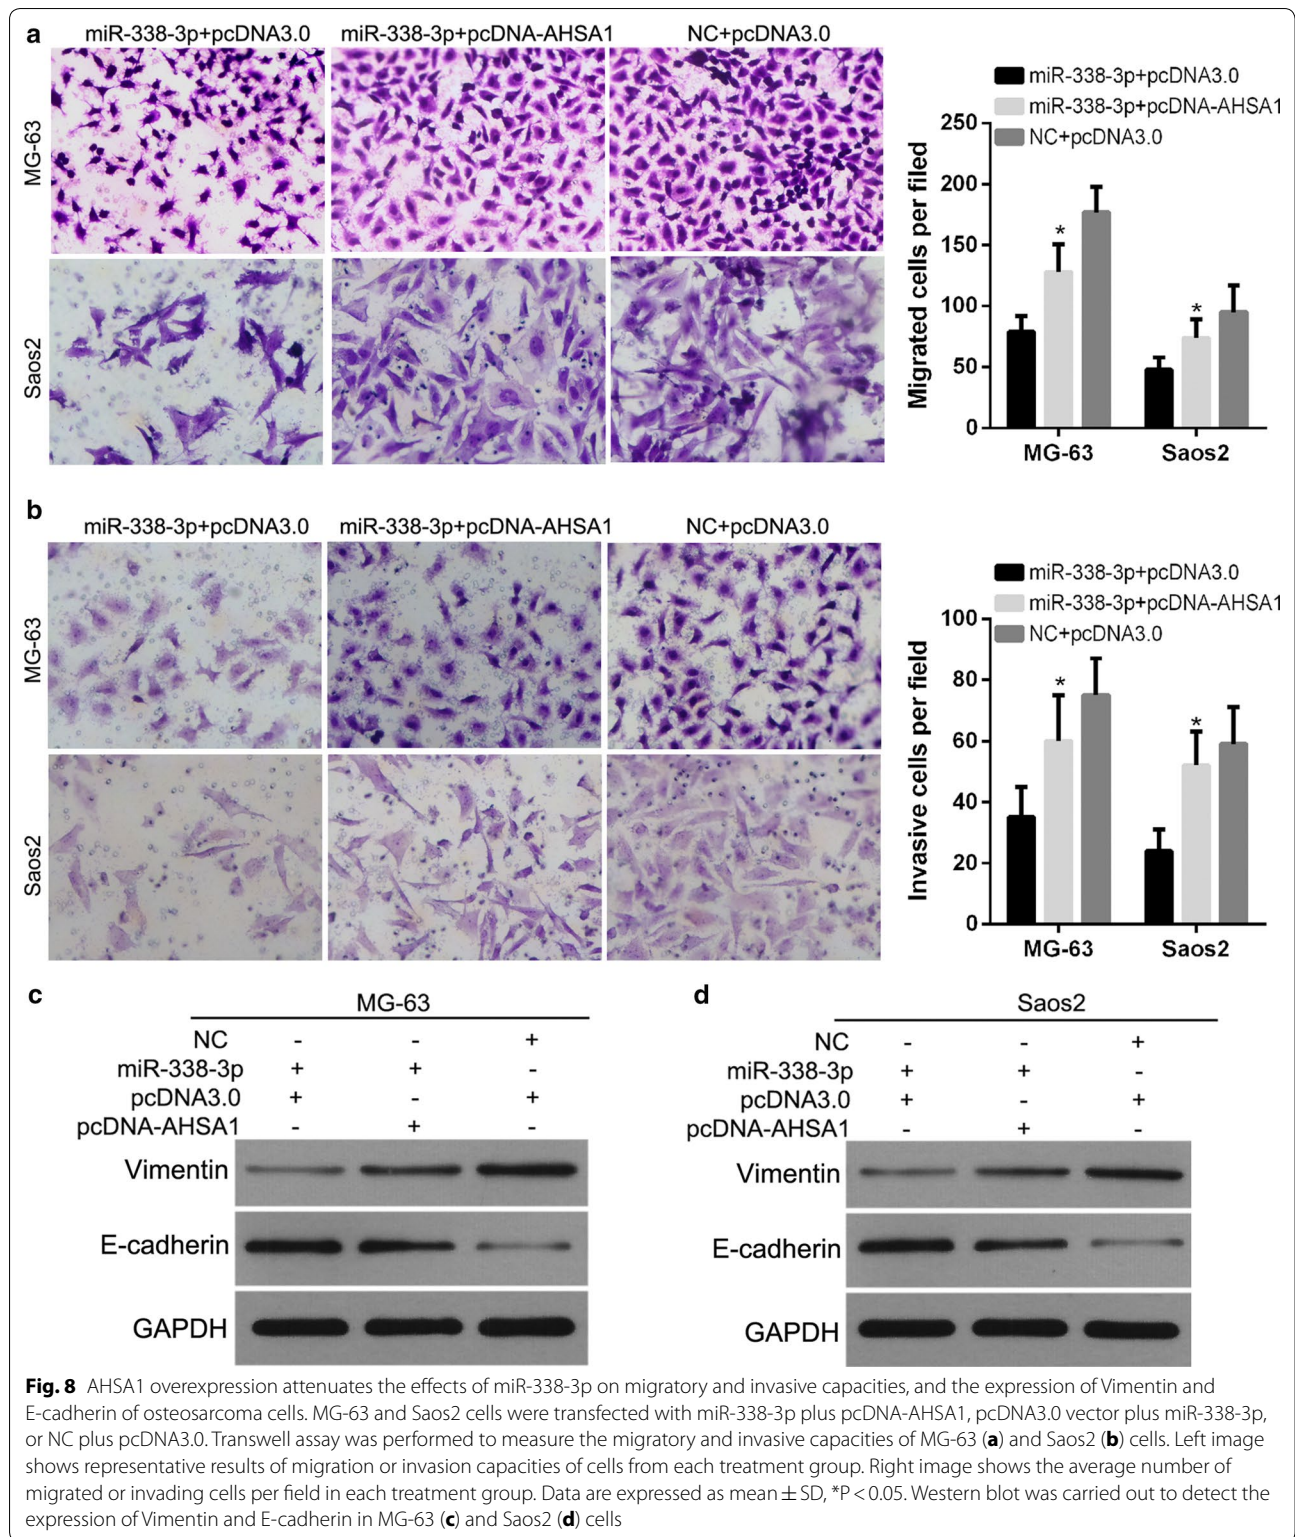 a
miR-338-3p+pcDNA3.0 miR-338-3p+pcDNA-AHSA1 NC+pcDNA3.0
MG-63
Saos2
miR-338-3p+pcDNA3.0
miR-338-3p+pcDNA-AHSA1
NC+pcDNA3.0
Migrated cells per filed
250
200
150
100
50
0
*
*
MG-63 Saos2
b
miR-338-3p+pcDNA3.0 miR-338-3p+pcDNA-AHSA1 NC+pcDNA3.0
MG-63
Saos2
miR-338-3p+pcDNA3.0
miR-338-3p+pcDNA-AHSA1
NC+pcDNA3.0
Invasive cells per field
100
80
60
40
20
0
*
*
MG-63 Saos2
c
MG-63
NC - - +
miR-338-3p + + -
pcDNA3.0 + - +
pcDNA-AHSA1 - + -
Vimentin
E-cadherin
GAPDH
d
Saos2
NC - - +
miR-338-3p + + -
pcDNA3.0 + - +
pcDNA-AHSA1 - + -
Vimentin
E-cadherin
GAPDH
Fig. 8 AHSA1 overexpression attenuates the effects of miR-338-3p on migratory and invasive capacities, and the expression of Vimentin and
E-cadherin of osteosarcoma cells. MG-63 and Saos2 cells were transfected with miR-338-3p plus pcDNA-AHSA1, pcDNA3.0 vector plus miR-338-3p,
or NC plus pcDNA3.0. Transwell assay was performed to measure the migratory and invasive capacities of MG-63 (a) and Saos2 (b) cells. Left image
shows representative results of migration or invasion capacities of cells from each treatment group. Right image shows the average number of
migrated or invading cells per field in each treatment group. Data are expressed as mean ± SD, *P < 0.05. Western blot was carried out to detect the
expression of Vimentin and E-cadherin in MG-63 (c) and Saos2 (d) cells